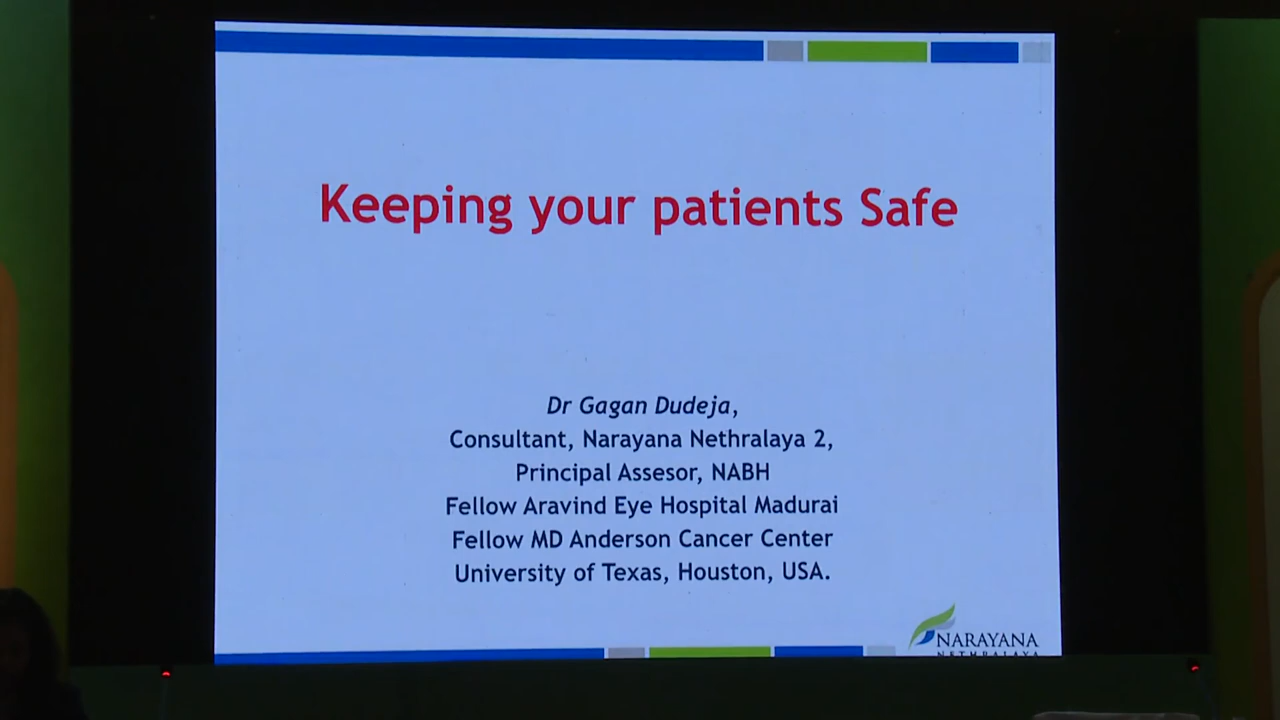 Keeping your patients Safe
Dr Gagan Dudeja,
Consultant, Narayana Nethralaya 2,
Principal Assesor, NABH
Fellow Aravind Eye Hospital Madurai
Fellow MD Anderson Cancer Center
University of Texas, Houston, USA.
NARAYANA
NETHRALAYA